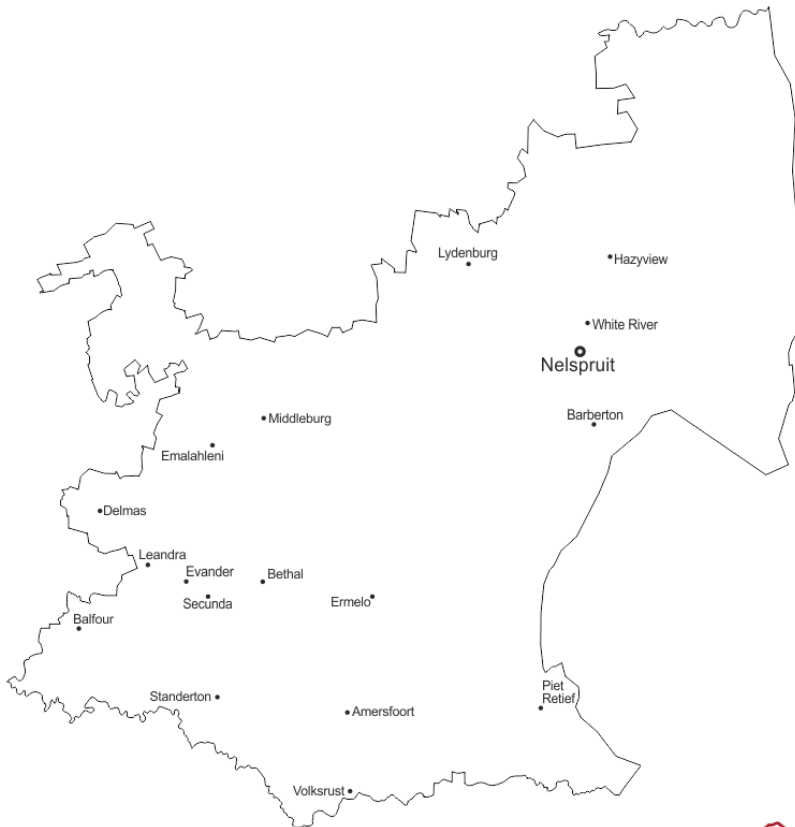 Lydenburg
Hazyview
White River
Nelspruit
Barberton
Middleburg
Emalahleni
Delmas
Leandra
Evander
Bethal
Secunda
Ermelo
Balfour
Piet
Retief
Standerton
Amersfoort
Volksrust